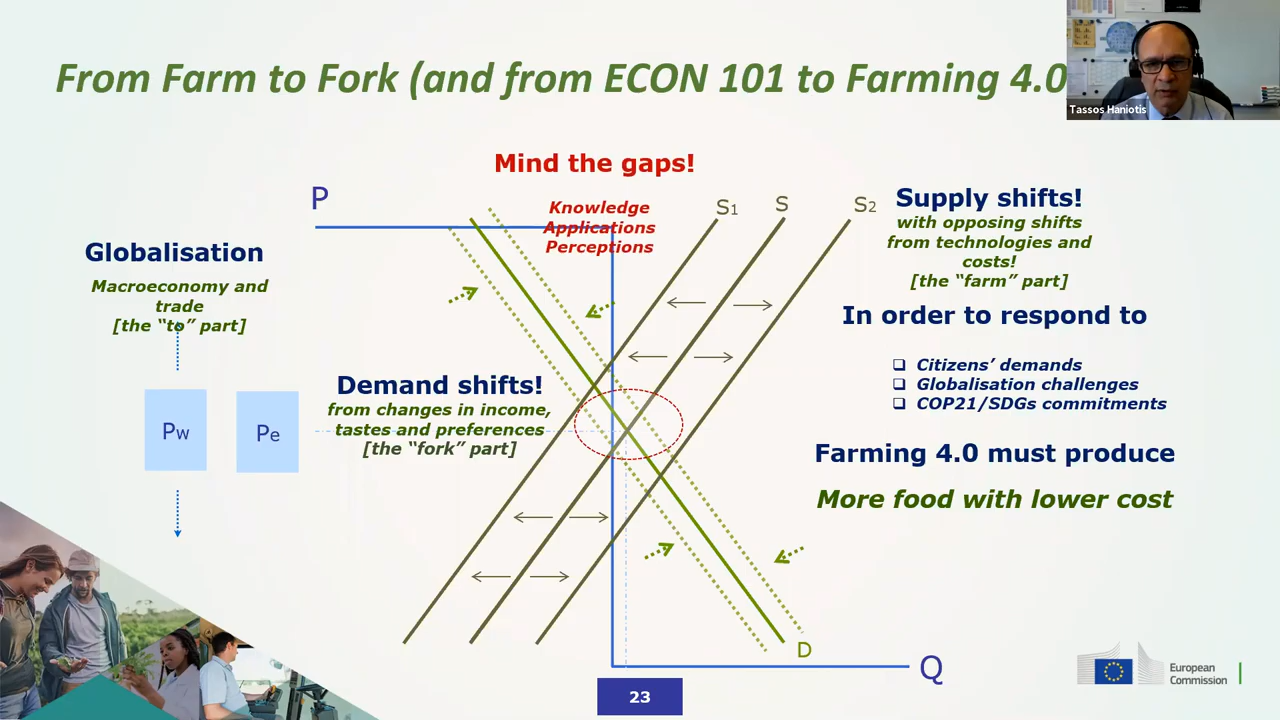 From Farm to Fork (and from ECON 101 to Farming 4.0
Tassos Haniotis
Mind the gaps!
Knowledge
Applications
Perceptions
P
S1
S
S2
Supply shifts!
with opposing shifts
from technologies and
costs!
[the “farm” part]
Globalisation
Macroeconomy and
trade
[the “to” part]
In order to respond to
❑ Citizens’ demands
❑ Globalisation challenges
❑ COP21/SDGs commitments
Demand shifts!
from changes in income,
tastes and preferences
[the “fork” part]
Pw
Pe
Farming 4.0 must produce
More food with lower cost
D
Q
European
Commission
23